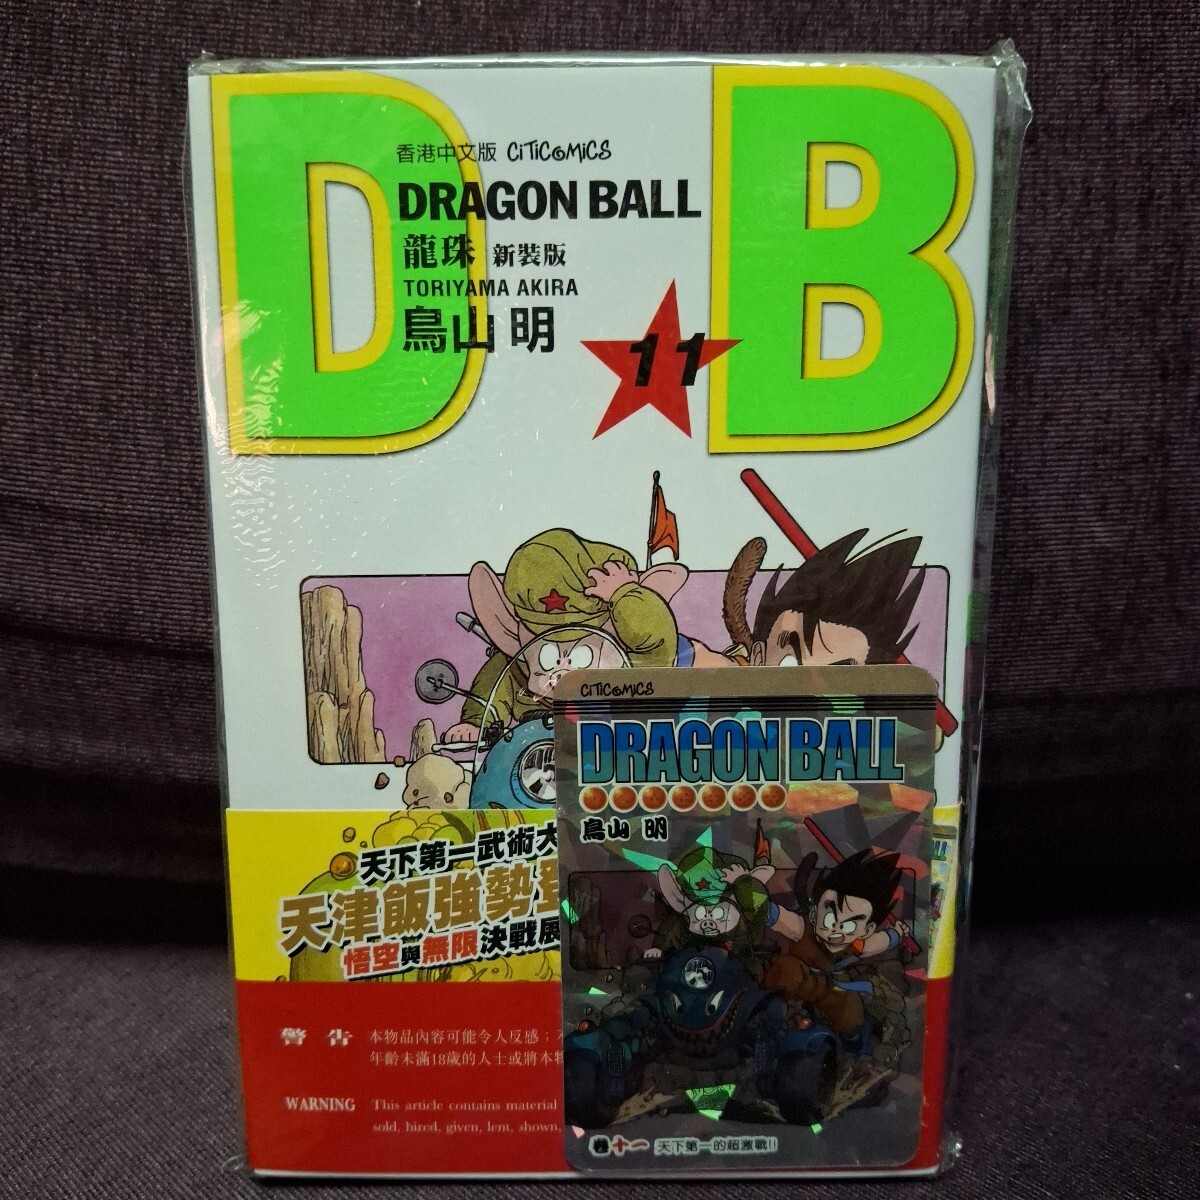 D B
香港中文版 CITICOMICS
DRAGON BALL
龍珠 新裝版
TORIYAMA AKIRA
鳥山 明
11
天下第一武術大
天津飯強勢
悟空與無限決戰展
警告 本物品內容可能令人反感；
年齡未滿18歲的人士或將本物
WARNING This article contains material
sold, hired, given, lent, shown,
CITICOMICS
DRAGON BALL
鳥山 明
卷十一 天下第一的超激戰!!